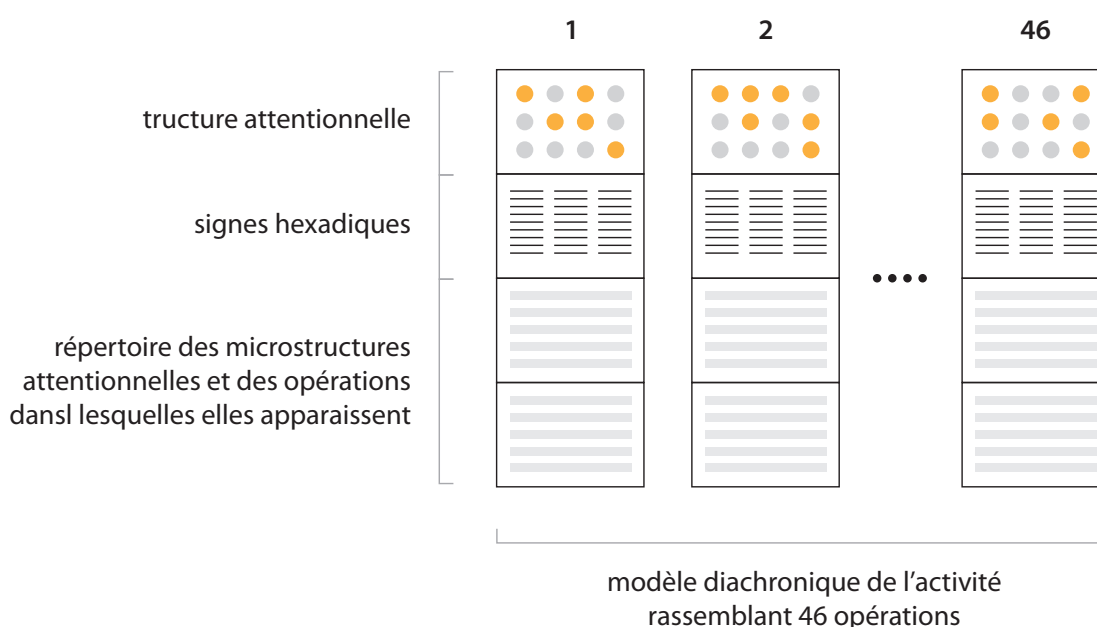 1 2 46
tructure attentionnelle
signes hexadiques
répertoire des microstructures
attentionnelles et des opérations
dansl lesquelles elles apparaissent
modèle diachronique de l’activité
rassemblant 46 opérations